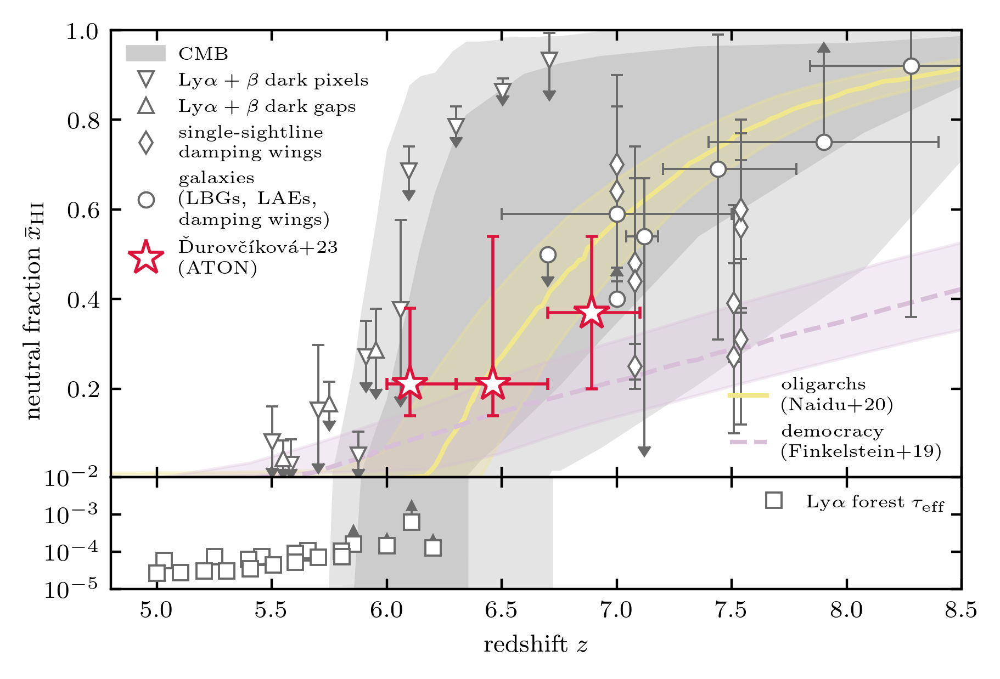 1.0
0.8
0.6
0.4
0.2
10⁻²
10⁻³
10⁻⁴
10⁻⁵
neutral fraction x̄HI
CMB
Lyα + β dark pixels
Lyα + β dark gaps
single-sightline
damping wings
galaxies
(LBGs, LAEs,
damping wings)
Ďurovčíková+23
(ATON)
oligarchs
(Naidu+20)
democracy
(Finkelstein+19)
Lyα forest τeff
5.0 5.5 6.0 6.5 7.0 7.5 8.0 8.5
redshift z